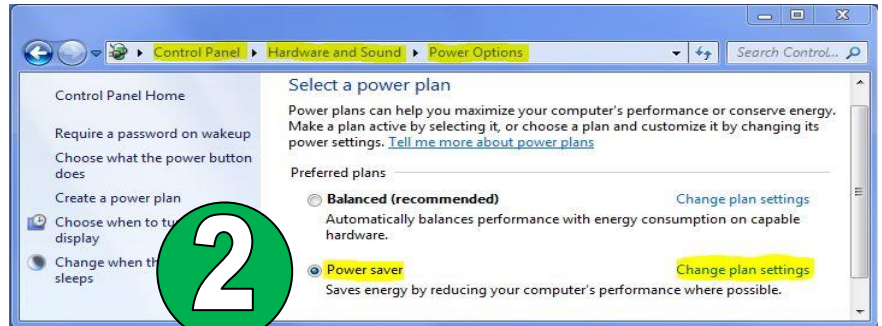 Control Panel ▸ Hardware and Sound ▸ Power Options
Search Control...
Control Panel Home
Require a password on wakeup
Choose what the power button
does
Create a power plan
Choose when to
display
Change when
sleeps
Select a power plan
Power plans can help you maximize your computer's performance or conserve energy.
Make a plan active by selecting it, or choose a plan and customize it by changing its
power settings. Tell me more about power plans
Preferred plans
Balanced (recommended) Change plan settings
Automatically balances performance with energy consumption on capable
hardware.
Power saver Change plan settings
Saves energy by reducing your computer's performance where possible.
2